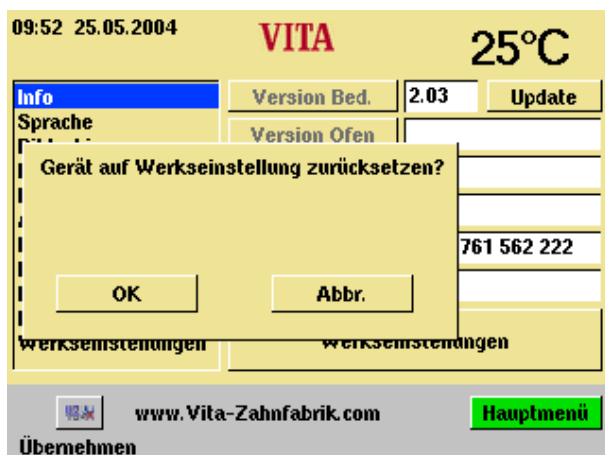 09:52 25.05.2004 VITA 25°C
Info Version Bed. 2.03 Update
Sprache Version Ofen
Gerät auf Werkseinstellung zurücksetzen?
761 562 222
OK Abbr.
Werkseinstellungen Werkseinstellungen
www.Vita-Zahnfabrik.com Hauptmenü
Übernehmen